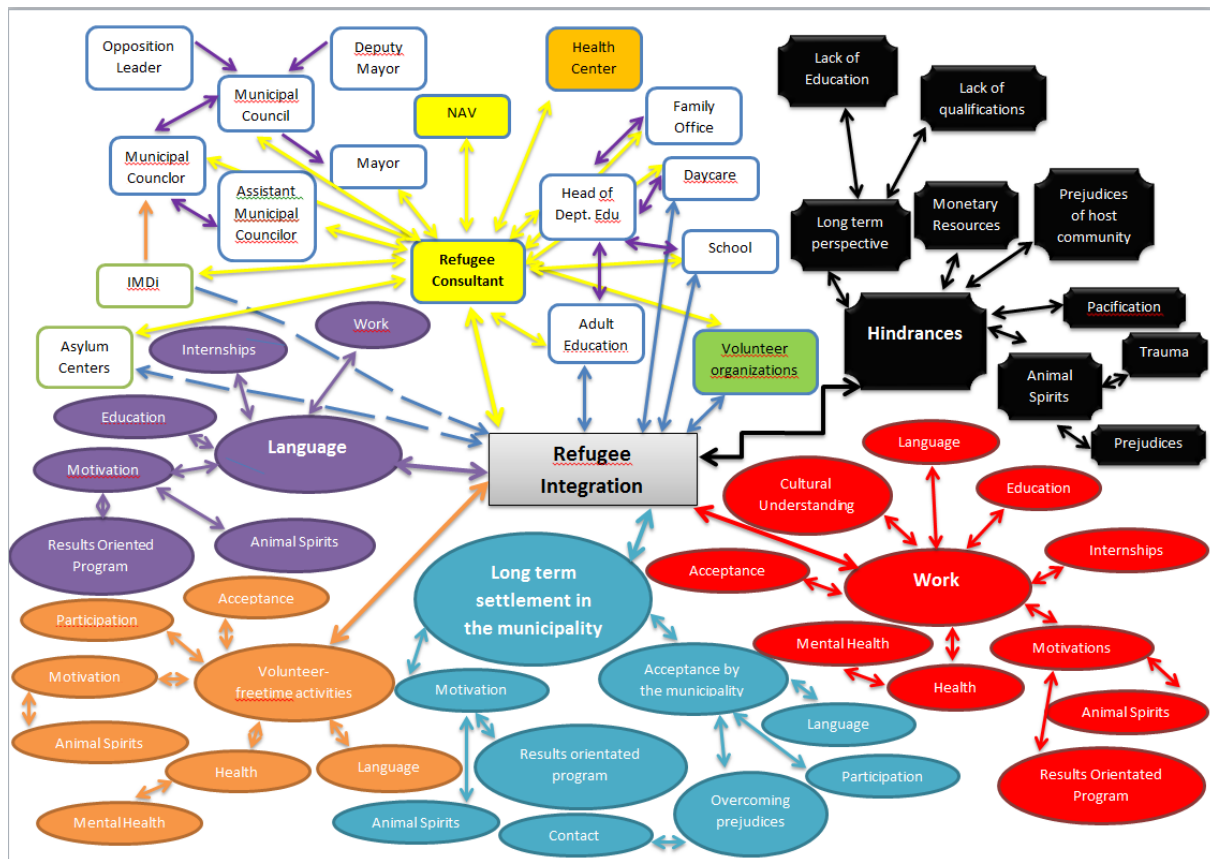 Opposition
Leader
Deputy
Mayor
Health
Center
Lack of
Education
Lack of
qualifications
Municipal
Council
NAV
Family
Office
Municipal
Counclor
Mayor
Assistant
Municipal
Councilor
Head of
Dept. Edu
Daycare
Long term
perspective
Monetary
Resources
Prejudices
of host
community
School
Refugee
Consultant
IMDi
Hindrances
Pacification
Work
Internships
Adult
Education
Volunteer
organizations
Asylum
Centers
Trauma
Animal
Spirits
Prejudices
Education
Language
Motivation
Results Oriented
Program
Animal Spirits
Refugee
Integration
Language
Cultural
Understanding
Education
Internships
Acceptance
Work
Mental Health
Health
Motivations
Animal Spirits
Results Orientated
Program
Long term
settlement in
the municipality
Acceptance by
the municipality
Motivation
Language
Results orientated
program
Participation
Overcoming
prejudices
Animal Spirits
Contact
Acceptance
Participation
Motivation
Volunteer-
freetime activities
Animal Spirits
Health
Language
Mental Health